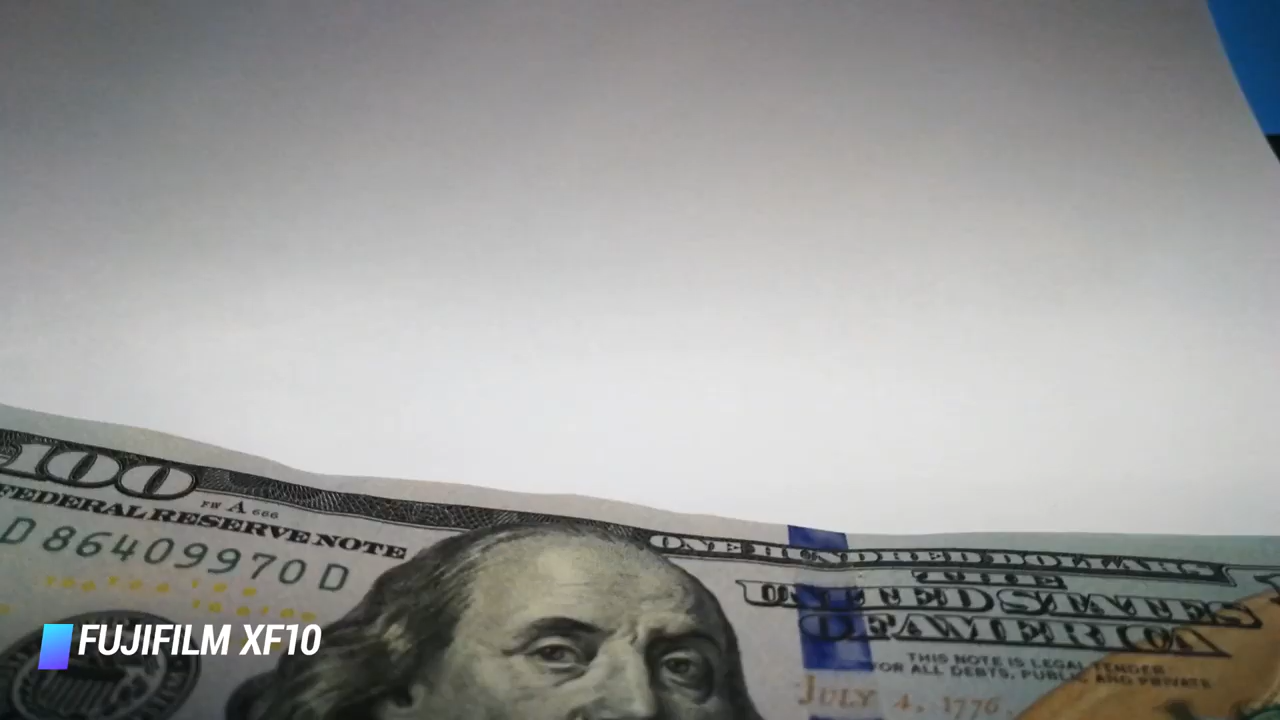 100
FW A 666
FEDERAL RESERVE NOTE
D 86409970 D
ONE HUNDRED DOLLARS
THE
UNITED STATES
OF AMERICA
THIS NOTE IS LEGAL TENDER
FOR ALL DEBTS, PUBLIC AND PRIVATE
JULY 4, 1776
FUJIFILM XF10